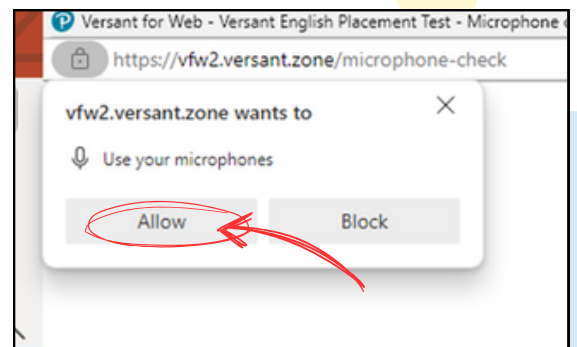 Versant for Web - Versant English Placement Test - Microphone
https://vfw2.versant.zone/microphone-check
vfw2.versant.zone wants to
Use your microphones
Allow
Block